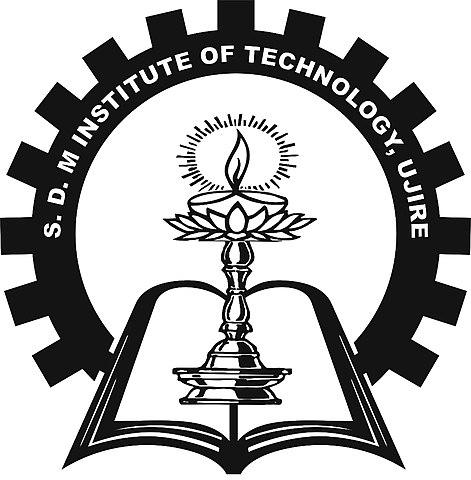 S. D. M INSTITUTE OF TECHNOLOGY, UJIRE